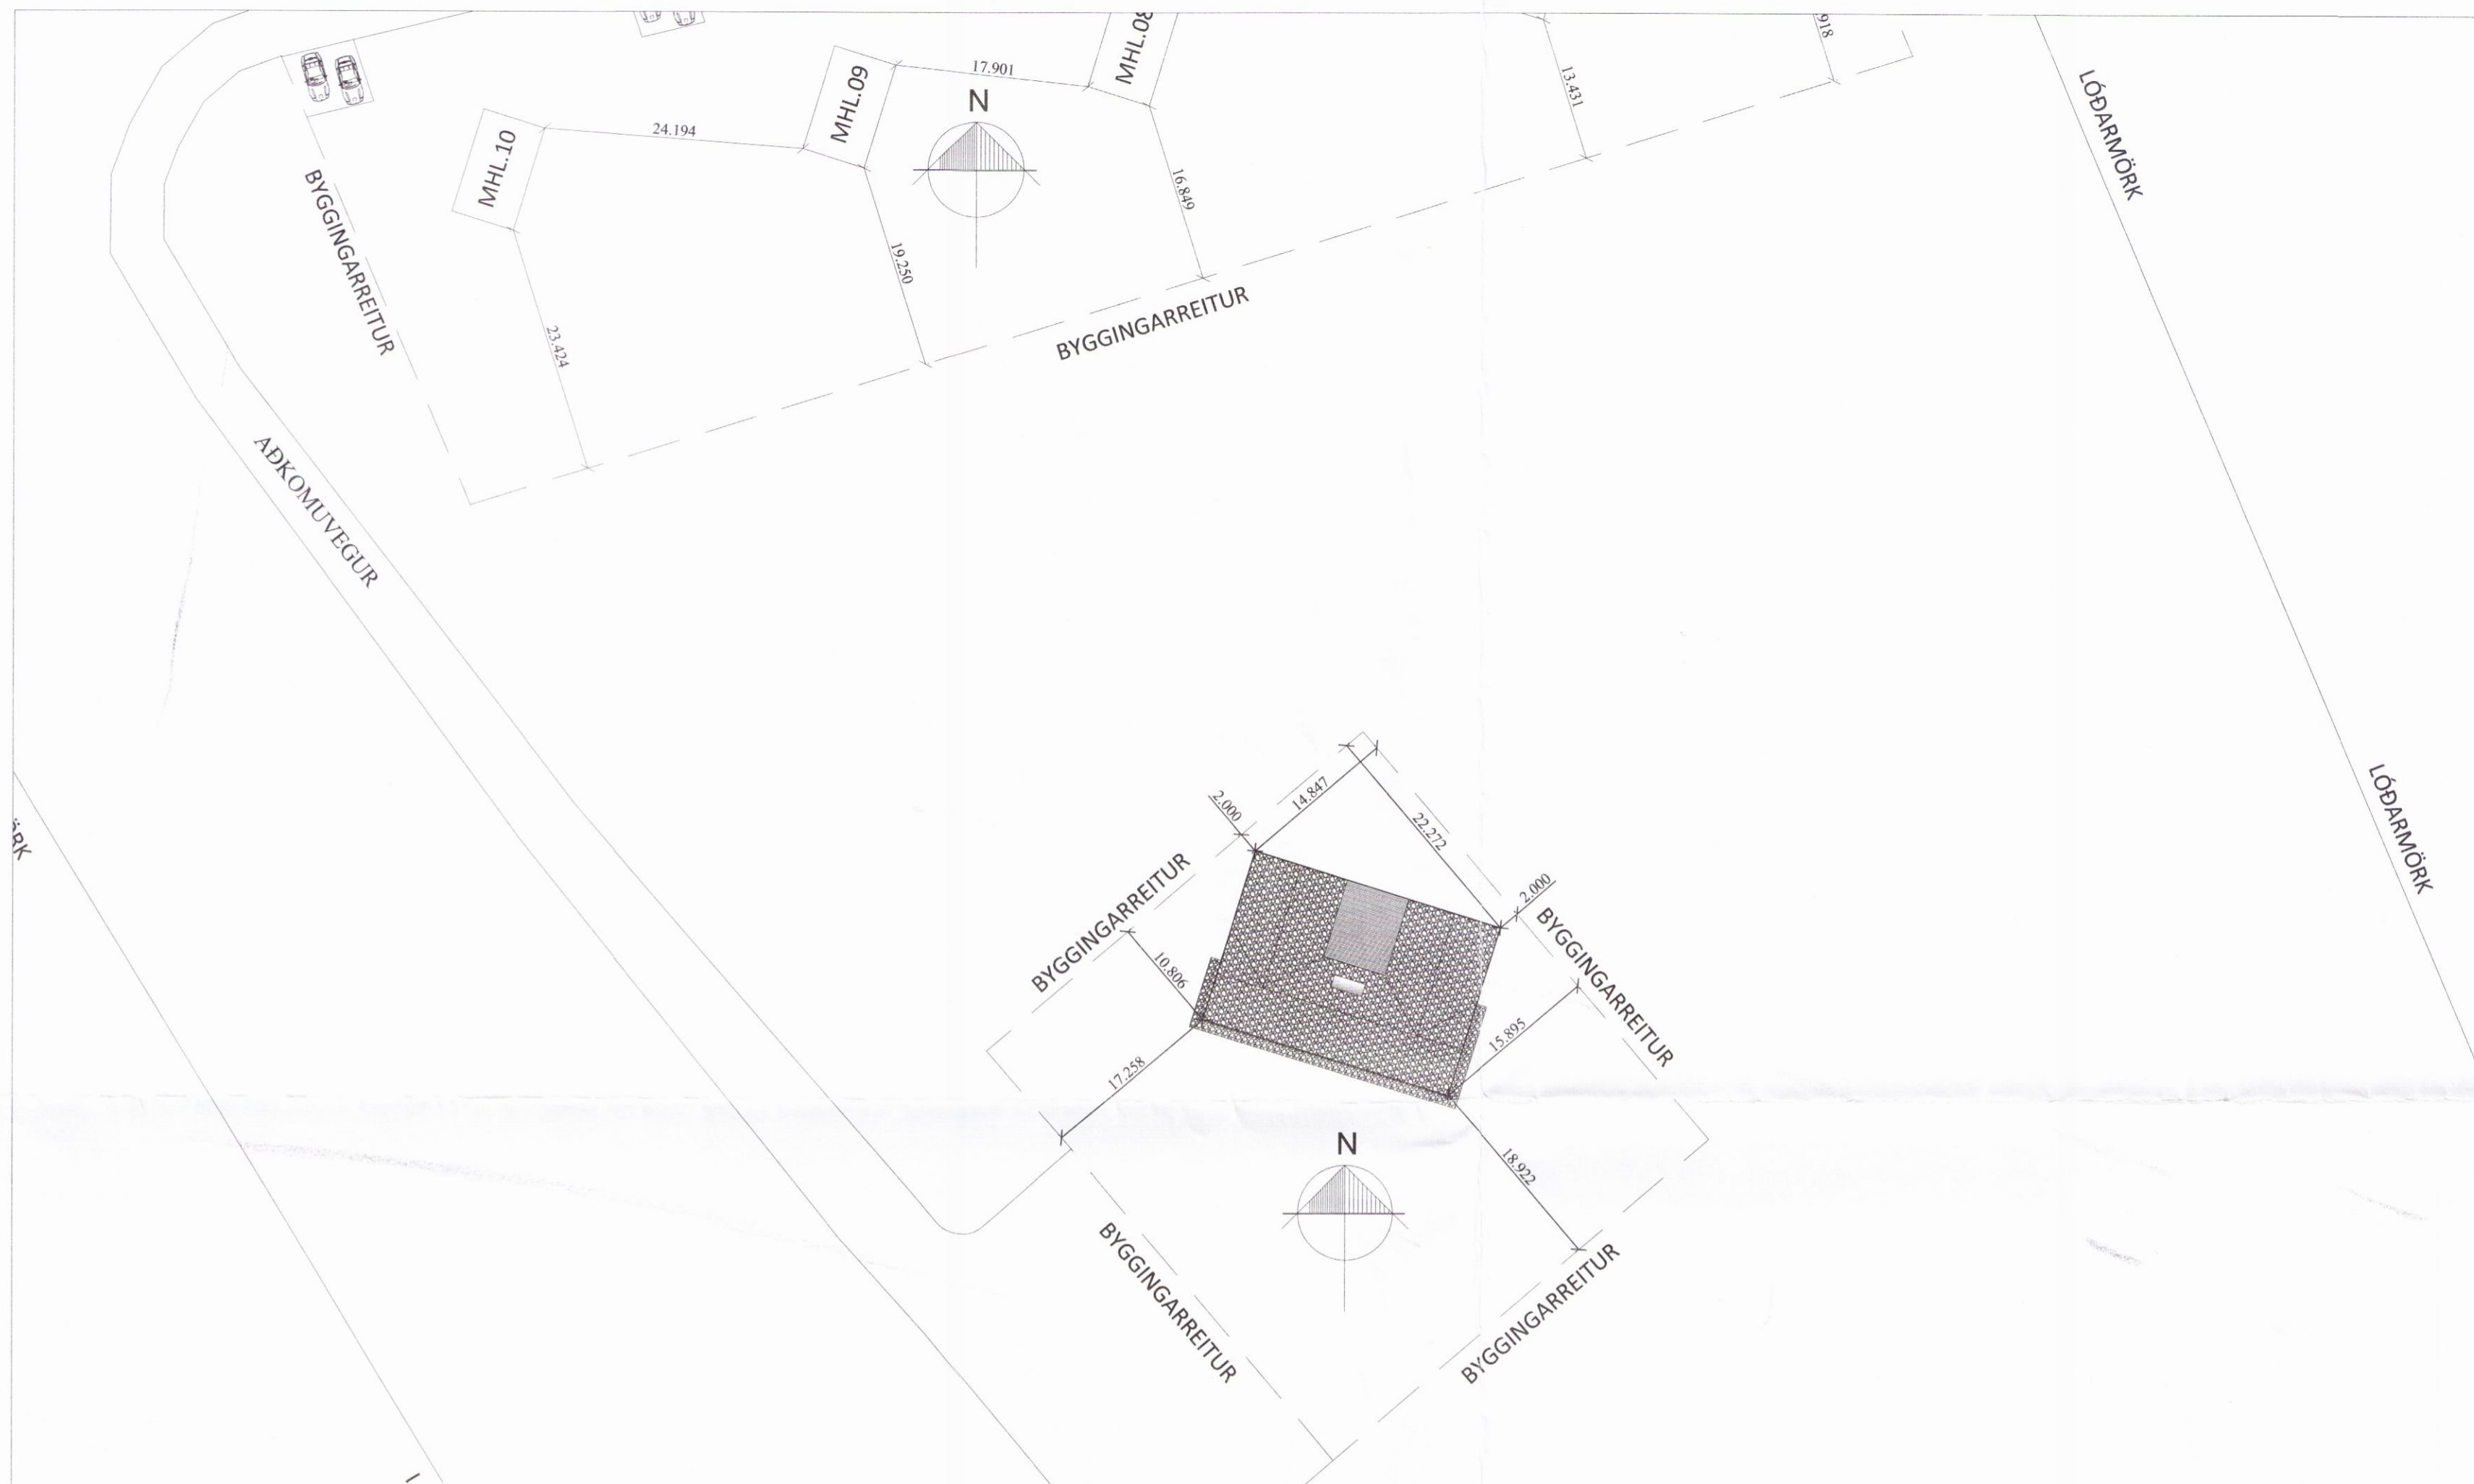 MHL.08
17.901
MHL.09
N
24.194
MHL.10
13.431
LÓÐARMÖRK
16.849
19.250
BYGGINGARREITUR
BYGGINGARREITUR
23.424
AÐKOMUVEGUR
2.000
14.847
22.272
LÓÐARMÖRK
BYGGINGARREITUR
2.000
BYGGINGARREITUR
10.806
15.895
17.258
N
18.922
BYGGINGARREITUR
BYGGINGARREITUR
918
ÖRK